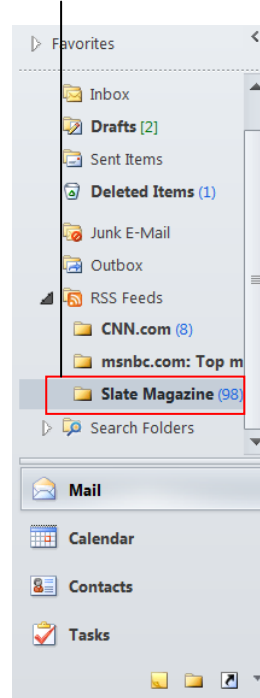 Favorites
Inbox
Drafts [2]
Sent Items
Deleted Items (1)
Junk E-Mail
Outbox
RSS Feeds
CNN.com (8)
msnbc.com: Top m
Slate Magazine (98)
Search Folders
Mail
Calendar
Contacts
Tasks